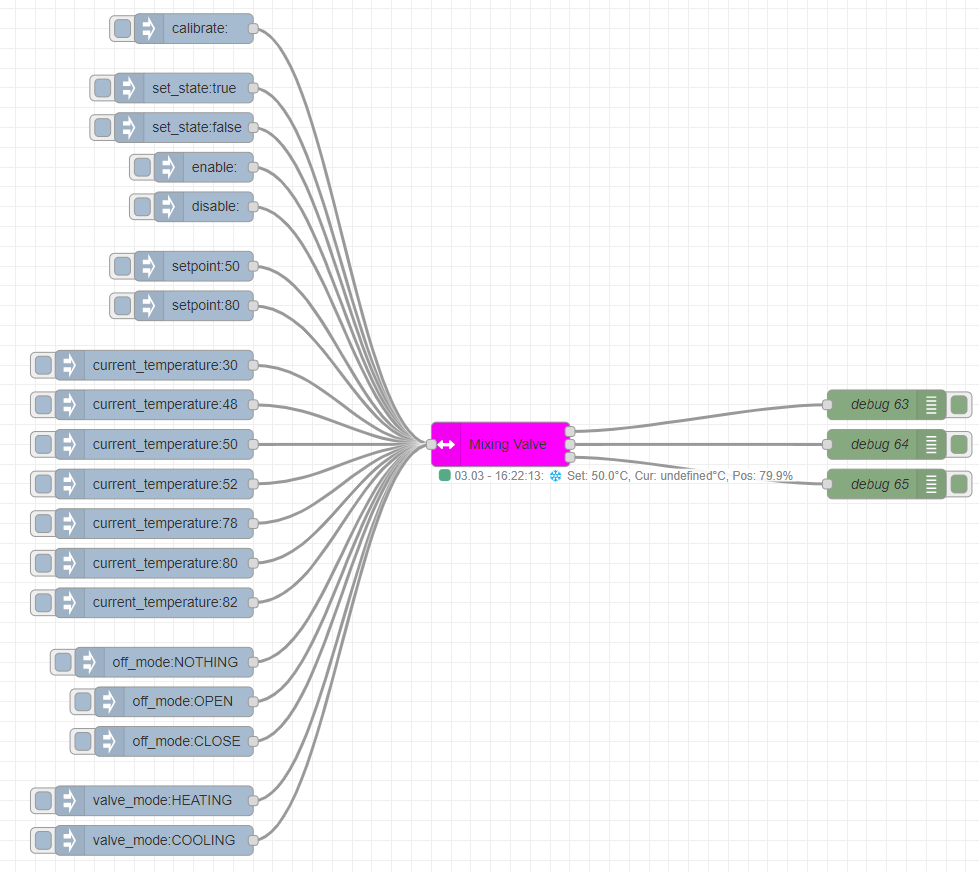 calibrate:
set_state:true
set_state:false
enable:
disable:
setpoint:50
setpoint:80
current_temperature:30
current_temperature:48
current_temperature:50
current_temperature:52
current_temperature:78
current_temperature:80
current_temperature:82
off_mode:NOTHING
off_mode:OPEN
off_mode:CLOSE
valve_mode:HEATING
valve_mode:COOLING
Mixing Valve
03.03 - 16:22:13: ❄ Set: 50.0°C, Cur: undefined°C, Pos: 79.9%
debug 63
debug 64
debug 65